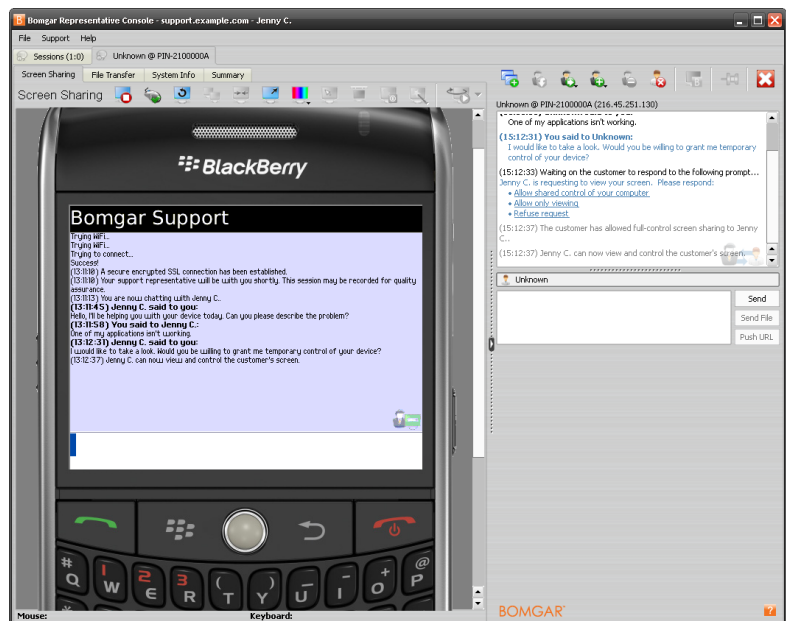 Bomgar Representative Console - support.example.com - Jenny C.
File Support Help
Sessions (1:0) Unknown @ PIN-2100000A
Screen Sharing File Transfer System Info Summary
Screen Sharing
BlackBerry
Bomgar Support
Trying WiFi...
Trying WiFi...
Trying to connect...
Success!
(13:11:10) A secure encrypted SSL connection has been established.
(13:11:10) Your support representative will be with you shortly. This session may be recorded for quality
assurance.
(13:11:13) You are now chatting with Jenny C..
(13:11:45) Jenny C. said to you:
Hello, I'll be helping you with your device today. Can you please describe the problem?
(13:11:58) You said to Jenny C.:
One of my applications isn't working.
(13:12:31) Jenny C. said to you:
I would like to take a look. Would you be willing to grant me temporary control of your device?
(13:12:37) Jenny C. can now view and control the customer's screen.
#
Q
1
W
2
E
3
R
(
T
)
Y
_
U
-
I
+
O
@
P
Mouse: Keyboard:
Unknown @ PIN-2100000A (216.45.251.130)
One of my applications isn't working.
(15:12:31) You said to Unknown:
I would like to take a look. Would you be willing to grant me temporary
control of your device?
(15:12:33) Waiting on the customer to respond to the following prompt...
Jenny C. is requesting to view your screen. Please respond:
• Allow shared control of your computer
• Allow only viewing
• Refuse request
(15:12:37) The customer has allowed full-control screen sharing to Jenny
C..
(15:12:37) Jenny C. can now view and control the customer's screen.
Unknown
Send
Send File
Push URL
BOMGAR
?